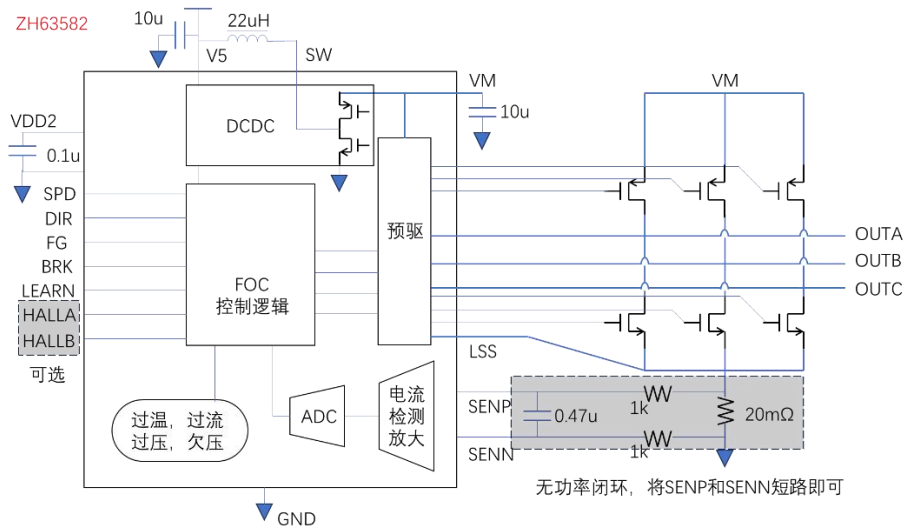 ZH63582
10u
22uH
V5
SW
VM
10u
VM
DCDC
VDD2
0.1u
SPD
DIR
FG
BRK
LEARN
HALLA
HALLB
可选
FOC
控制逻辑
预驱
OUTA
OUTB
OUTC
LSS
过温，过流
过压，欠压
ADC
电流
检测
放大
SENP
SENN
0.47u
1k
1k
20mΩ
无功率闭环，将SENP和SENN短路即可
GND